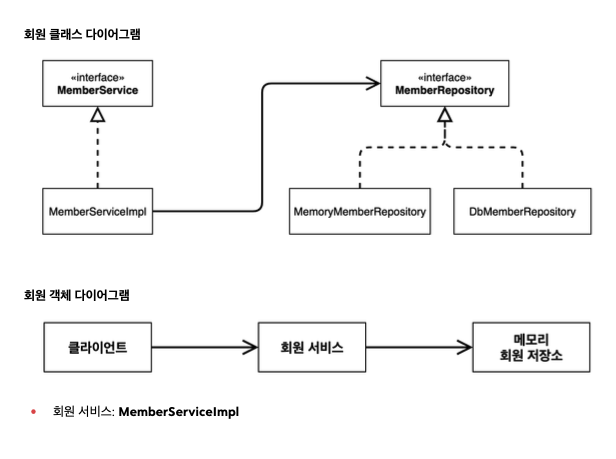 회원 클래스 다이어그램
«interface»
MemberService
«interface»
MemberRepository
MemberServiceImpl
MemoryMemberRepository
DbMemberRepository
회원 객체 다이어그램
클라이언트
회원 서비스
메모리
회원 저장소
• 회원 서비스: MemberServiceImpl